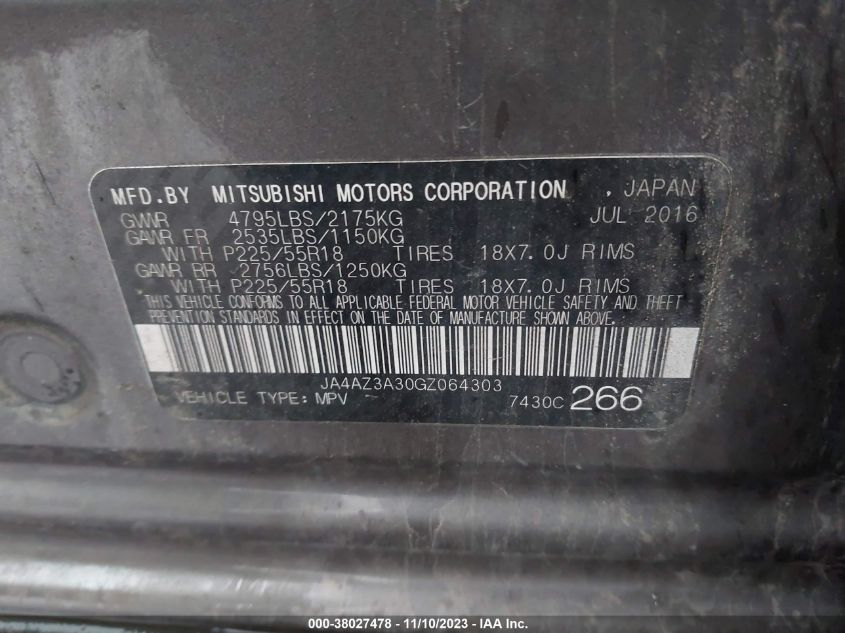 MFD.BY MITSUBISHI MOTORS CORPORATION , JAPAN
GVWR 4795LBS/2175KG JUL 2016
GAWR FR 2535LBS/1150KG
WITH P225/55R18 TIRES 18X7.0J RIMS
GAWR RR 2756LBS/1250KG
WITH P225/55R18 TIRES 18X7.0J RIMS
THIS VEHICLE CONFORMS TO ALL APPLICABLE FEDERAL MOTOR VEHICLE SAFETY AND THEFT
PREVENTION STANDARDS IN EFFECT ON THE DATE OF MANUFACTURE SHOWN ABOVE.
JA4AZ3A30GZ064303
VEHICLE TYPE: MPV 7430C 266
000-38027478 - 11/10/2023 - IAA Inc.